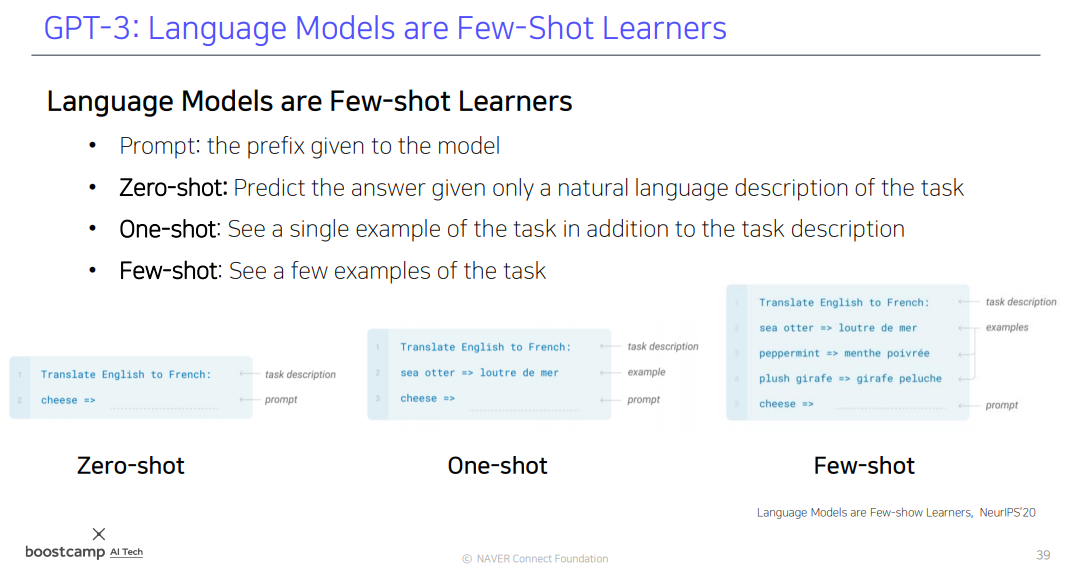 GPT-3: Language Models are Few-Shot Learners
Language Models are Few-shot Learners
• Prompt: the prefix given to the model
• Zero-shot: Predict the answer given only a natural language description of the task
• One-shot: See a single example of the task in addition to the task description
• Few-shot: See a few examples of the task
1 Translate English to French: task description
2 cheese => prompt
Zero-shot
1 Translate English to French: task description
2 sea otter => loutre de mer example
3 cheese => prompt
One-shot
1 Translate English to French: task description
2 sea otter => loutre de mer examples
3 peppermint => menthe poivrée
4 plush girafe => girafe peluche
5 cheese => prompt
Few-shot
Language Models are Few-show Learners, NeurIPS'20
boostcamp AI Tech
© NAVER Connect Foundation
39